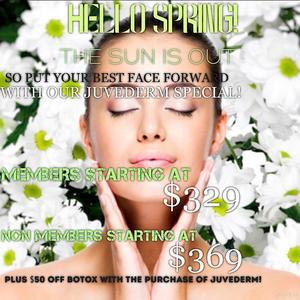 HELLO SPRING!
THE SUN IS OUT
SO PUT YOUR BEST FACE FORWARD
WITH OUR JUVEDERM SPECIAL!
MEMBERS STARTING AT
$329
NON MEMBERS STARTING AT
$369
PLUS $50 OFF BOTOX WITH THE PURCHASE OF JUVEDERM!